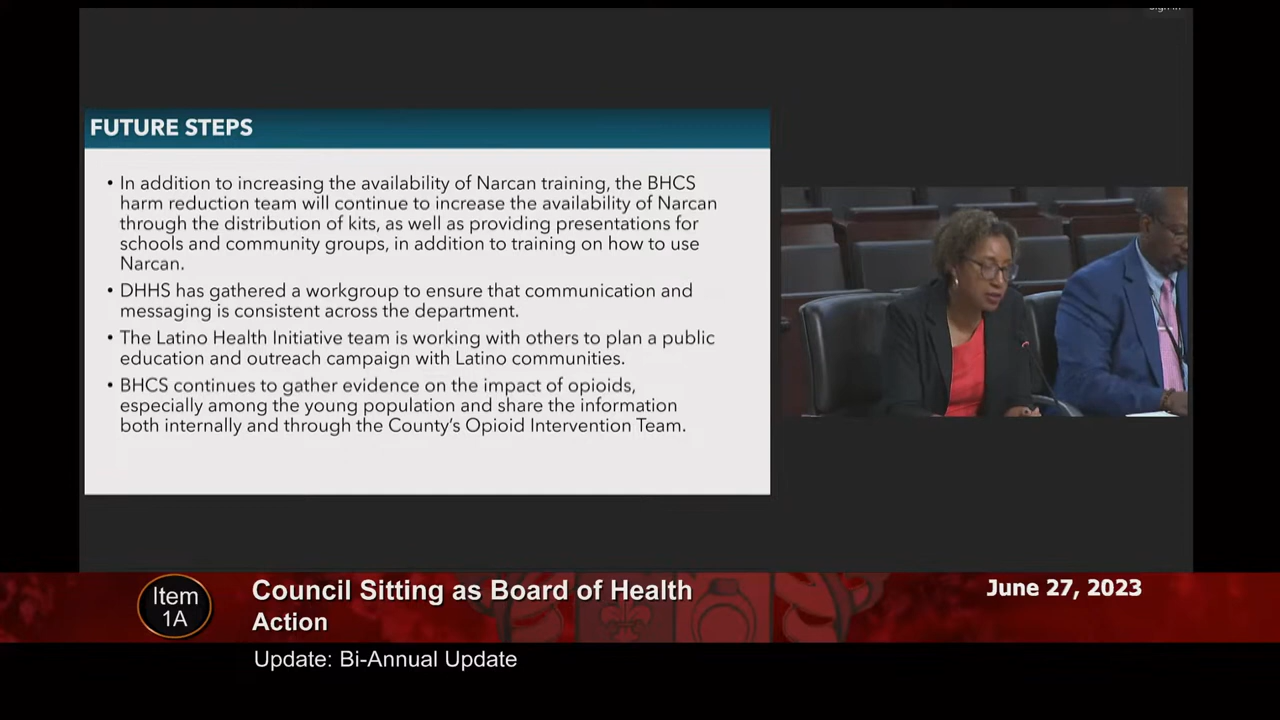 Sign in
FUTURE STEPS
• In addition to increasing the availability of Narcan training, the BHCS
harm reduction team will continue to increase the availability of Narcan
through the distribution of kits, as well as providing presentations for
schools and community groups, in addition to training on how to use
Narcan.
• DHHS has gathered a workgroup to ensure that communication and
messaging is consistent across the department.
• The Latino Health Initiative team is working with others to plan a public
education and outreach campaign with Latino communities.
• BHCS continues to gather evidence on the impact of opioids,
especially among the young population and share the information
both internally and through the County's Opioid Intervention Team.
Item
1A
Council Sitting as Board of Health
Action
June 27, 2023
Update: Bi-Annual Update